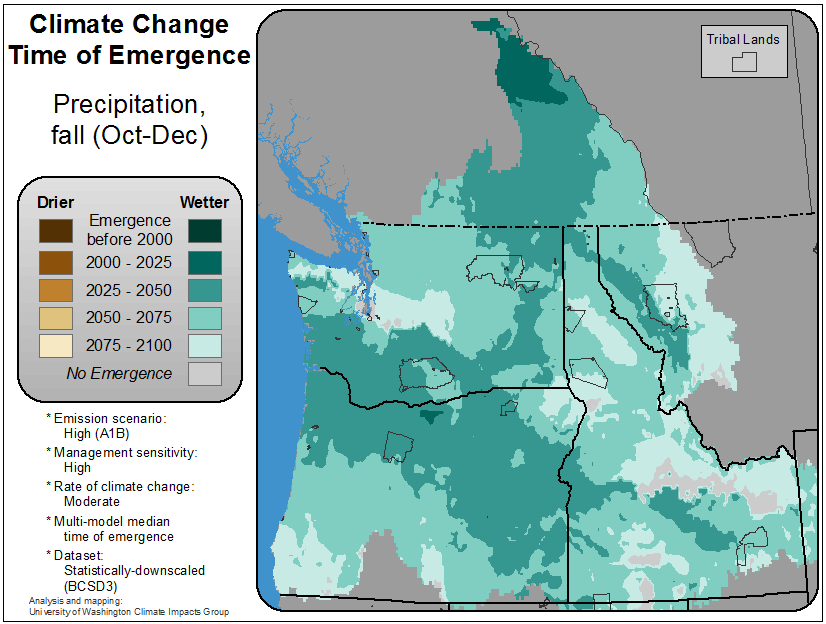 Climate Change
Time of Emergence
Precipitation,
fall (Oct-Dec)
Drier
Wetter
Emergence
before 2000
2000 - 2025
2025 - 2050
2050 - 2075
2075 - 2100
No Emergence
* Emission scenario:
High (A1B)
* Management sensitivity:
High
* Rate of climate change:
Moderate
* Multi-model median
time of emergence
* Dataset:
Statistically-downscaled
(BCSD3)
Analysis and mapping:
University of Washington Climate Impacts Group
Tribal Lands